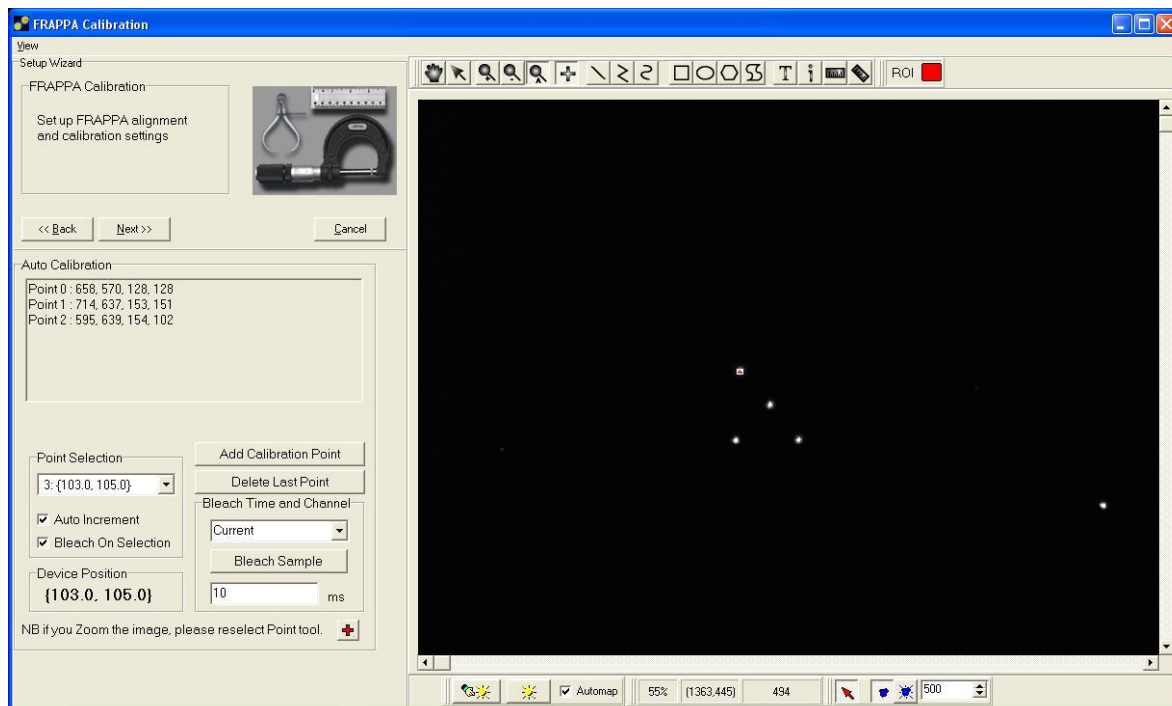 FRAPPA Calibration
View
Setup Wizard
FRAPPA Calibration
Set up FRAPPA alignment
and calibration settings
<< Back
Next >>
Cancel
Auto Calibration
Point 0 : 658, 570, 128, 128
Point 1 : 714, 637, 153, 151
Point 2 : 595, 639, 154, 102
Point Selection
3: {103.0, 105.0}
Auto Increment
Bleach On Selection
Device Position
{103.0, 105.0}
Add Calibration Point
Delete Last Point
Bleach Time and Channel
Current
Bleach Sample
10 ms
NB if you Zoom the image, please reselect Point tool.
T
ROI
Automap
55%
(1363,445)
494
500